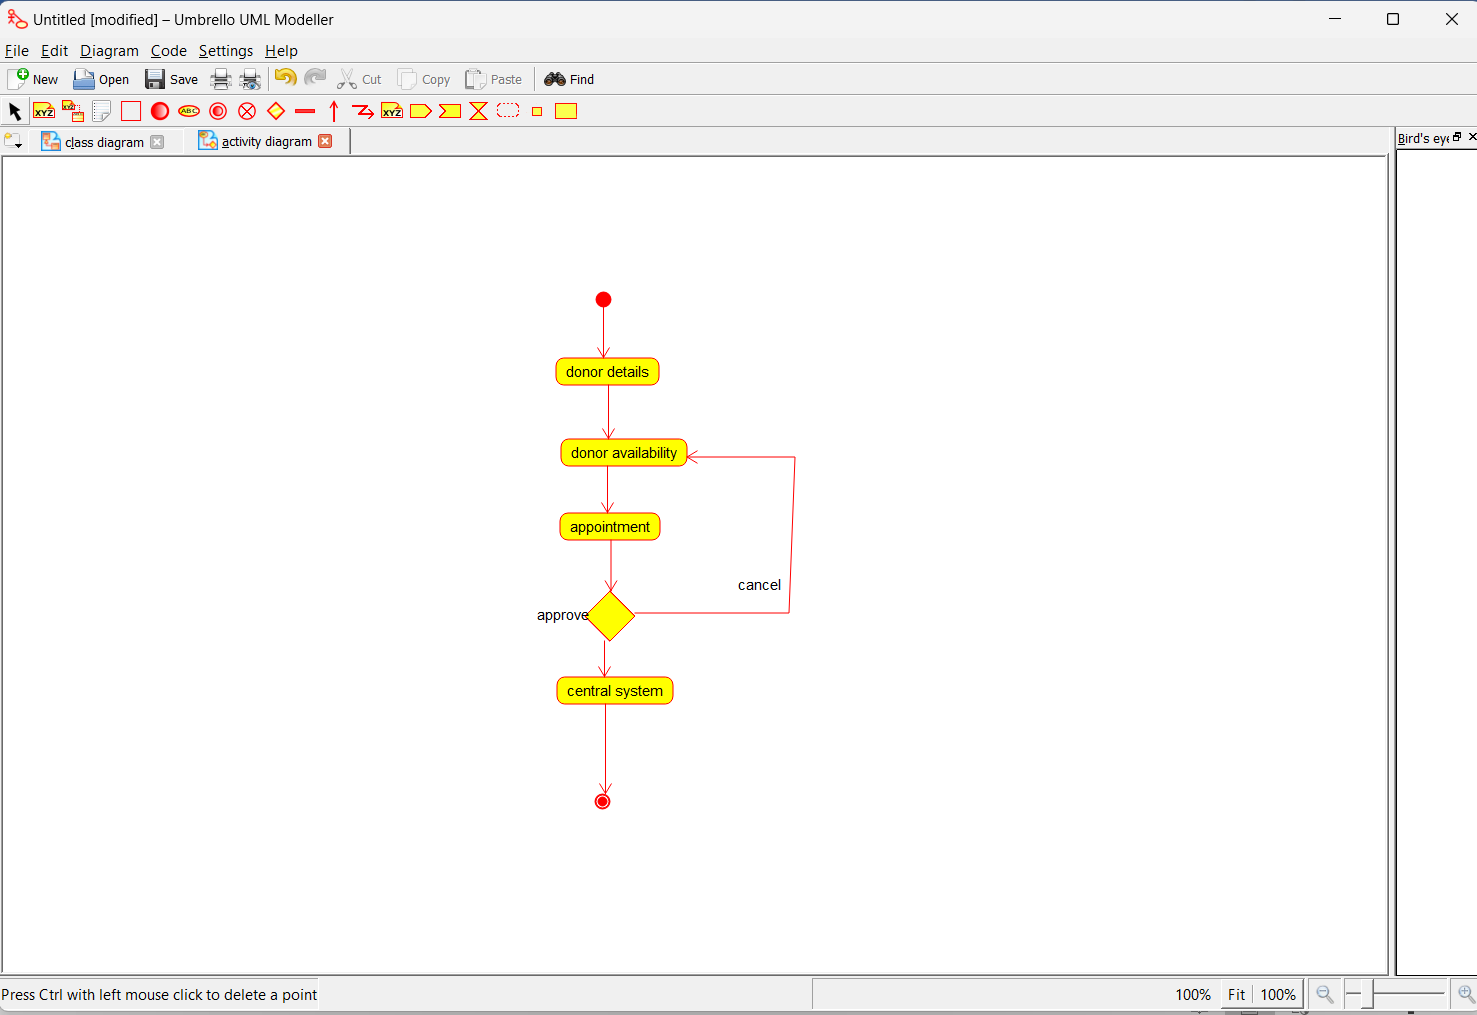 Untitled [modified] – Umbrello UML Modeller
File Edit Diagram Code Settings Help
New Open Save Cut Copy Paste Find
XYZ XYZ ABC XYZ
class diagram activity diagram Bird's eye
donor details
donor availability
appointment
cancel
approve
central system
Press Ctrl with left mouse click to delete a point 100% Fit 100%